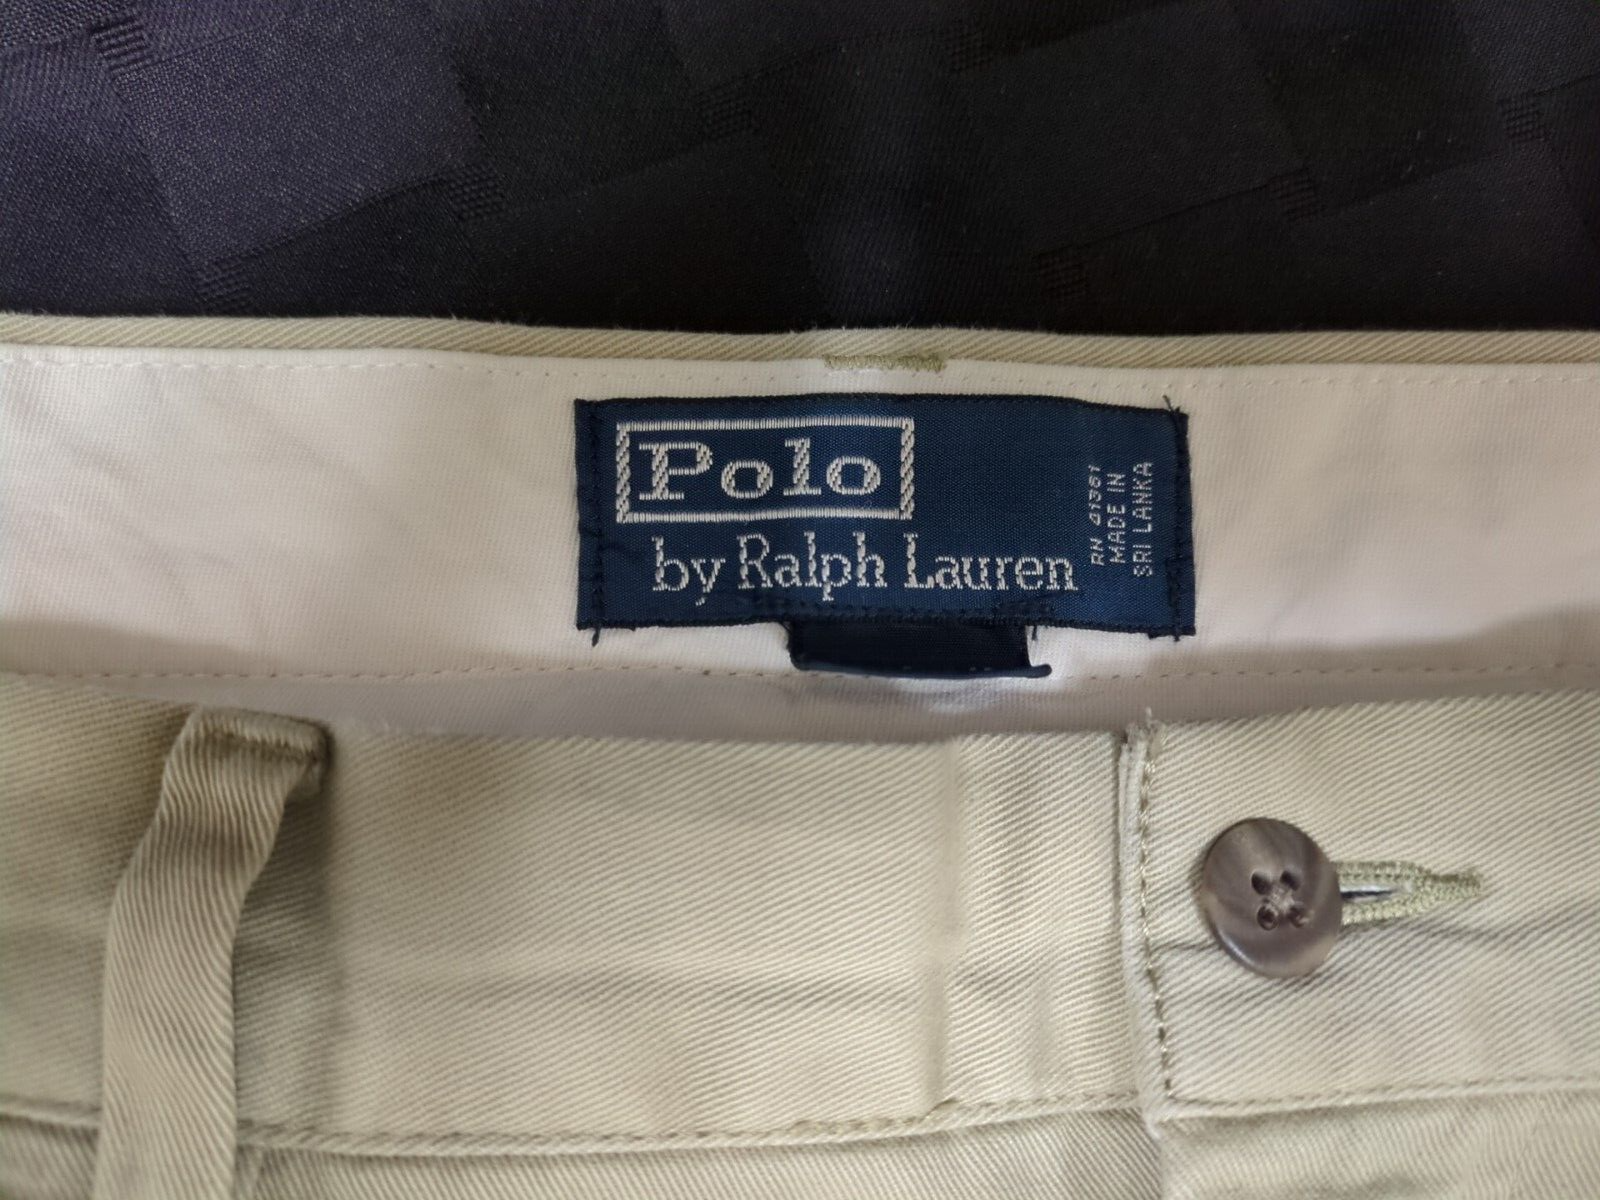 Polo
by Ralph Lauren
RN 41381
MADE IN
SRI LANKA